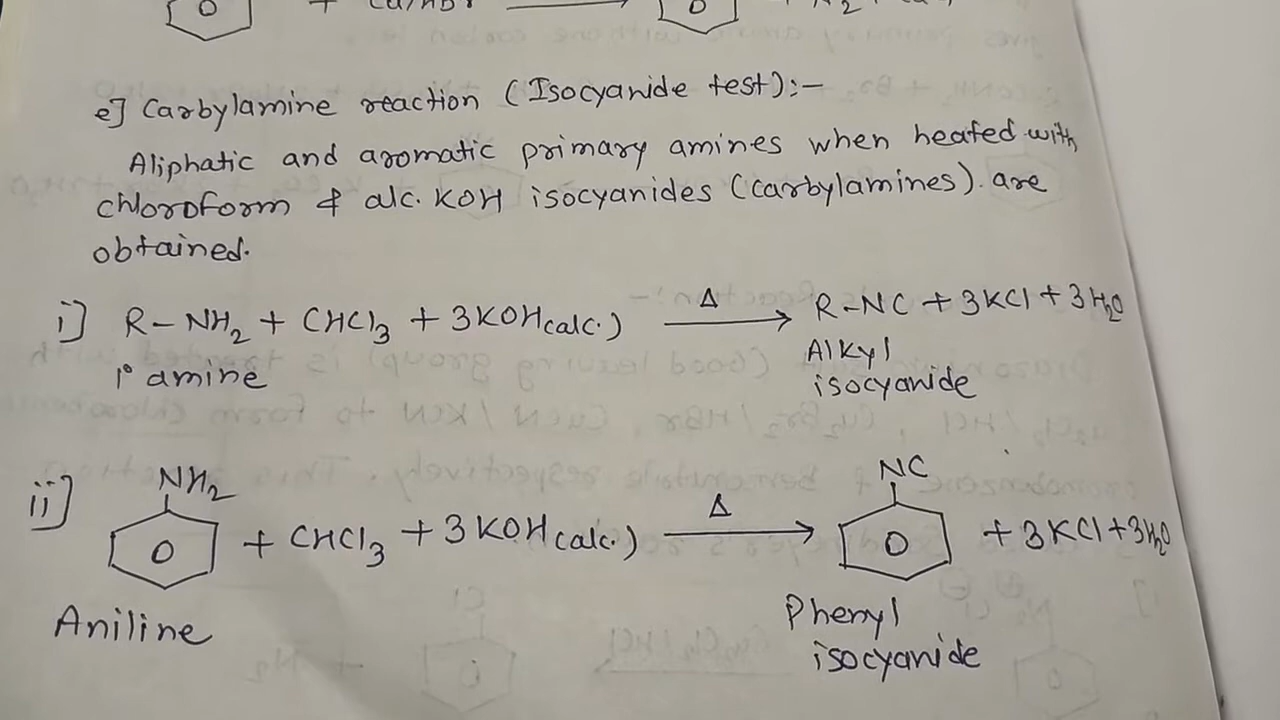 e] Carbylamine reaction (Isocyanide test):-
Aliphatic and aromatic primary amines when heated with
chloroform & alc. KOH isocyanides (carbylamines). are
obtained.
i] R-NH₂ + CHCl₃ + 3KOH(alc.) Δ→ R-NC + 3KCl + 3H₂O
1° amine Alkyl
isocyanide
NH₂ NC
ii] + CHCl₃ + 3KOH(alc.) Δ→ + 3KCl + 3H₂O
Aniline Phenyl
isocyanide